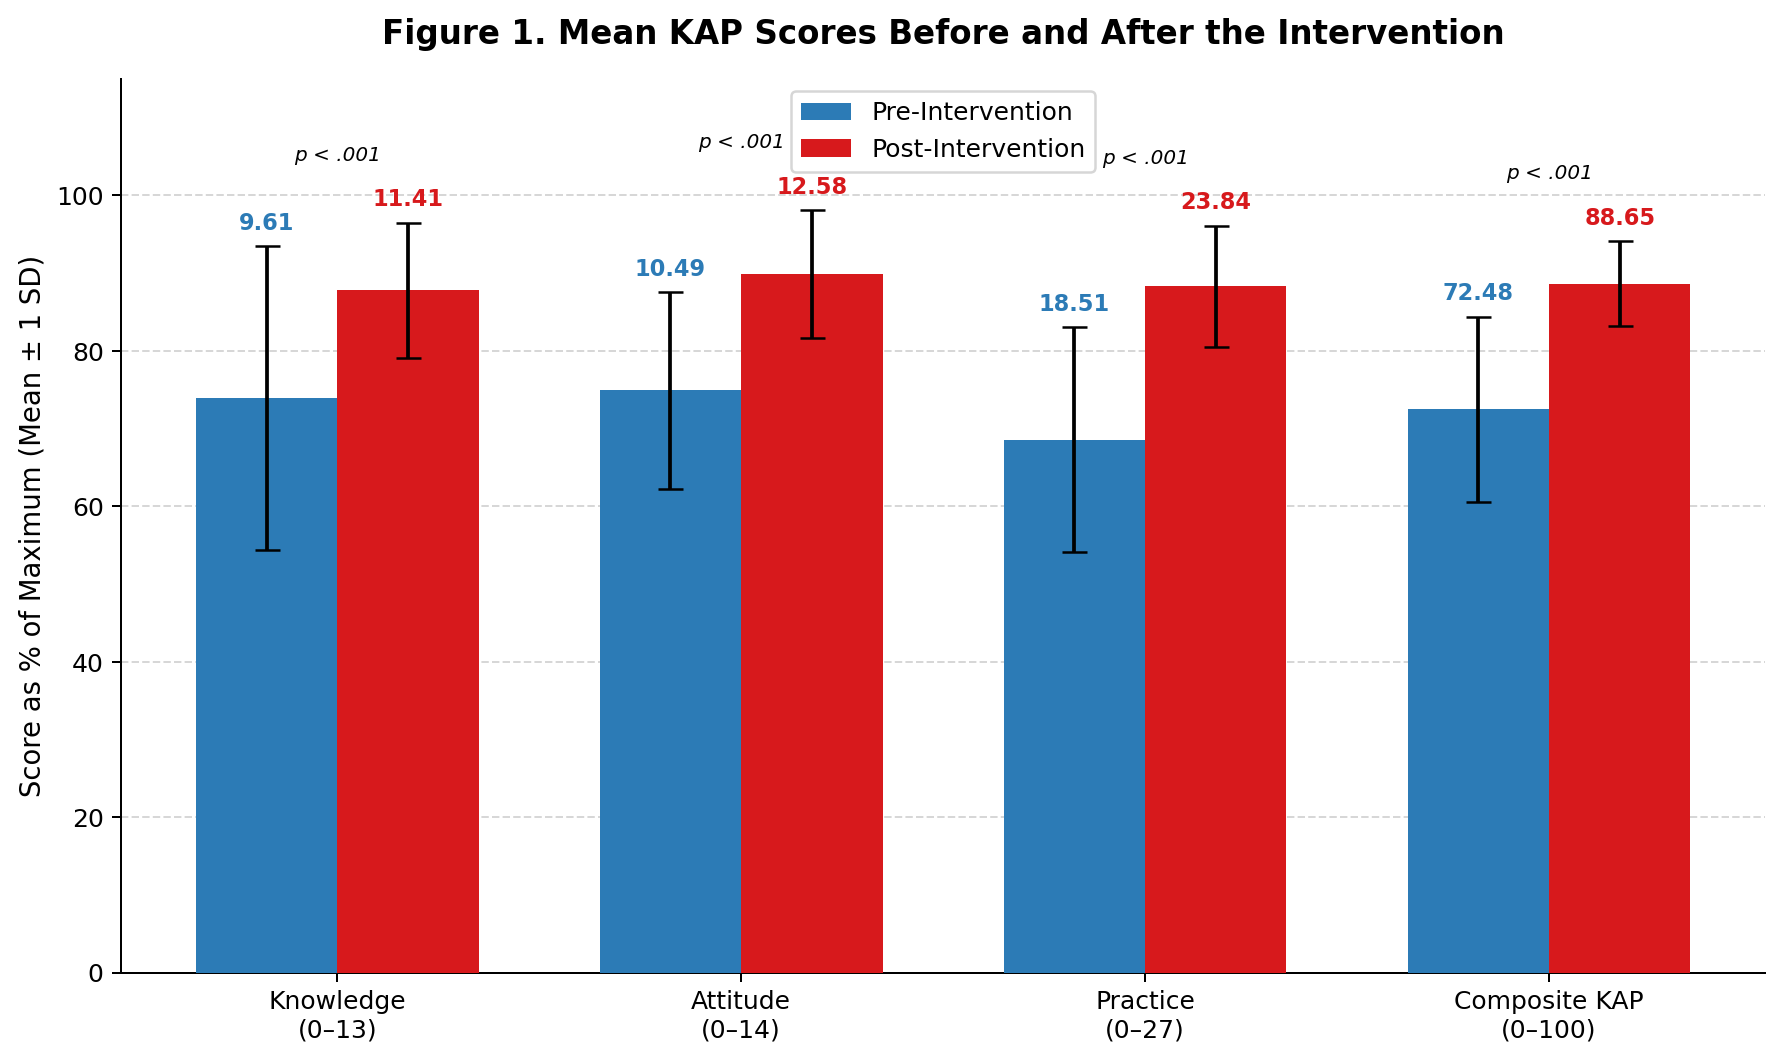 Figure 1. Mean KAP Scores Before and After the Intervention
Pre-Intervention
Post-Intervention
p < .001
p < .001
p < .001
p < .001
9.61
11.41
10.49
12.58
18.51
23.84
72.48
88.65
Score as % of Maximum (Mean ± 1 SD)
100
80
60
40
20
0
Knowledge
(0–13)
Attitude
(0–14)
Practice
(0–27)
Composite KAP
(0–100)